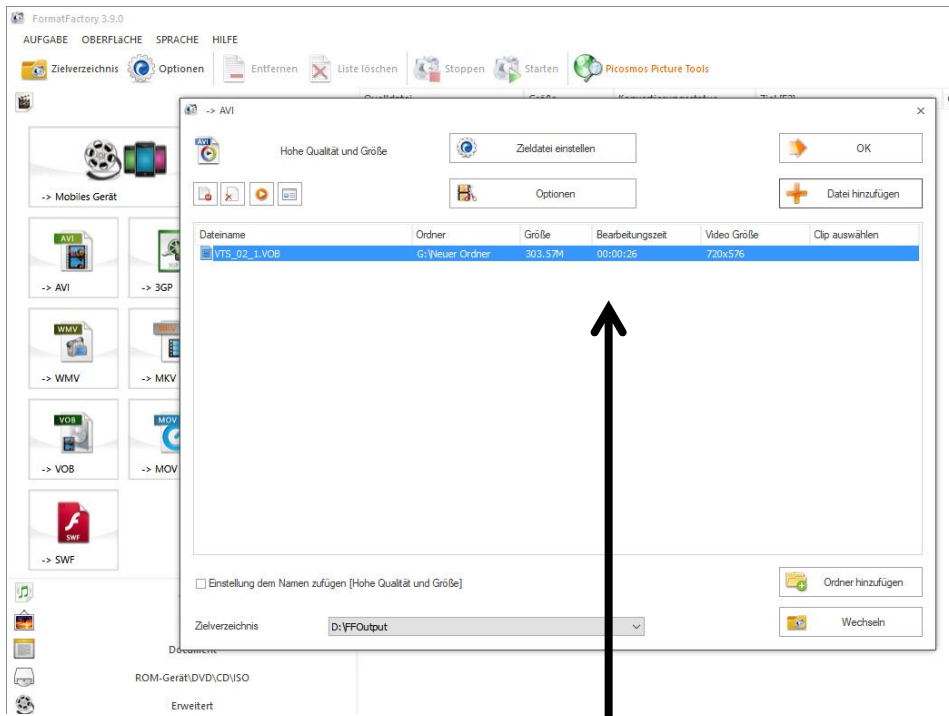 FormatFactory 3.9.0
AUFGABE OBERFLäCHE SPRACHE HILFE
Zielverzeichnis Optionen Entfernen Liste löschen Stoppen Starten Picosmos Picture Tools
-> AVI
Hohe Qualität und Größe Zieldatei einstellen OK
Optionen Datei hinzufügen
-> Mobiles Gerät
Dateiname Ordner Größe Bearbeitungszeit Video Größe Clip auswählen
VTS_02_1.VOB G:\Neuer Ordner 303.57M 00:00:26 720x576
AVI
-> AVI -> 3GP
WMV
-> WMV -> MKV
VOB MOV
-> VOB -> MOV
SWF
-> SWF
Einstellung dem Namen zufügen [Hohe Qualität und Größe] Ordner hinzufügen
Zielverzeichnis D:\FFOutput Wechseln
ROM-Gerät\DVD\CD\ISO
Erweitert